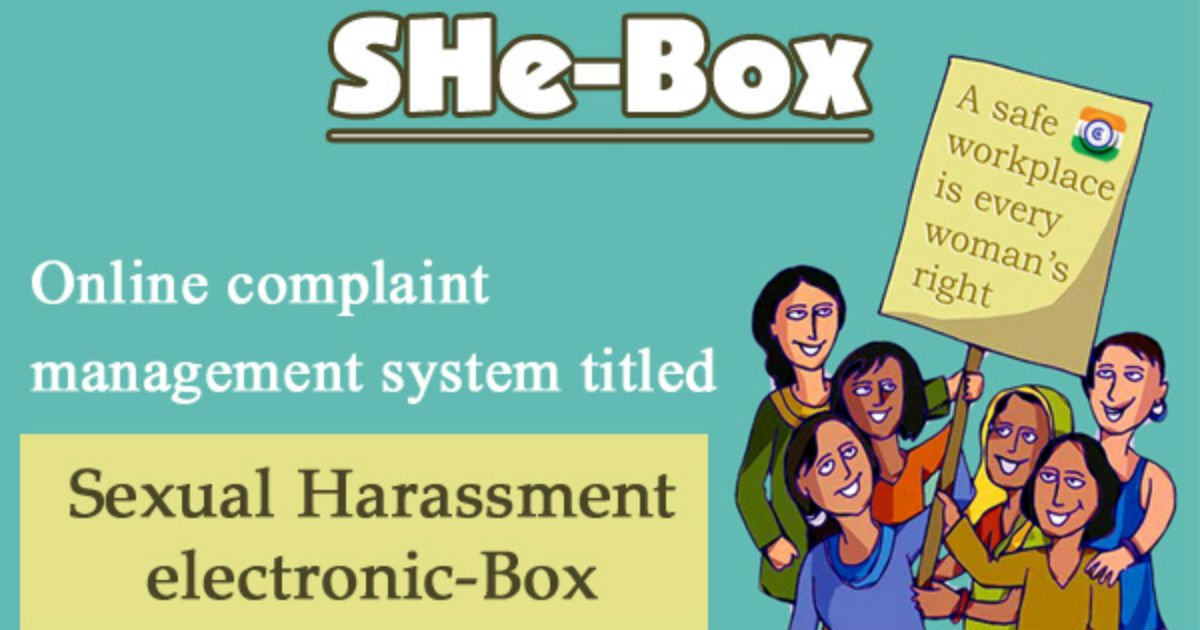 SHe-Box
A safe
workplace
is every
woman's
right
Online complaint
management system titled
Sexual Harassment
electronic-Box